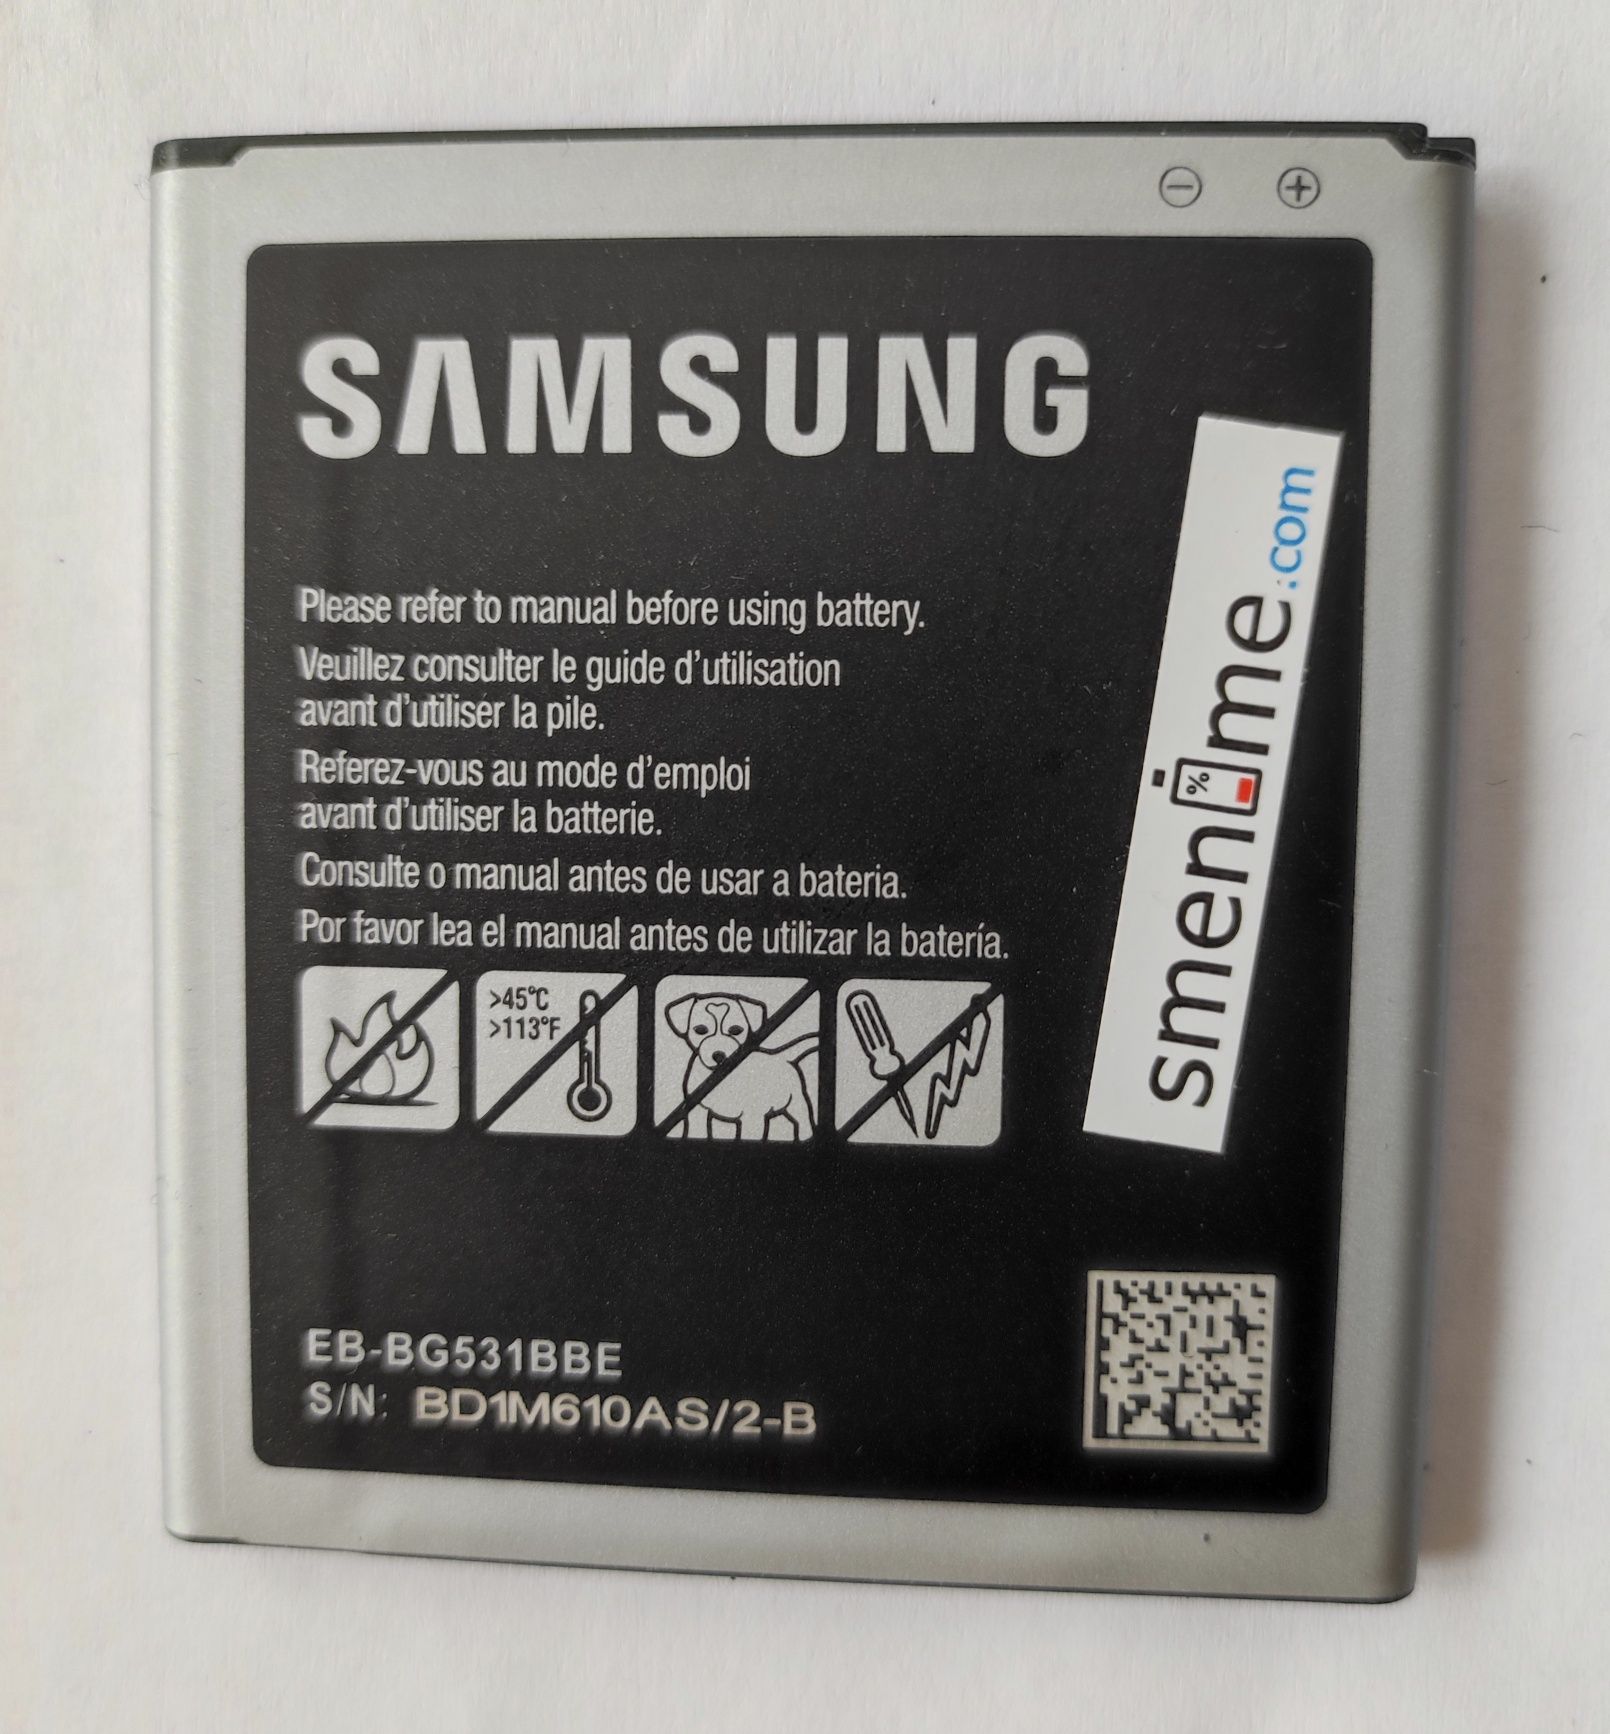 SAMSUNG
Please refer to manual before using battery.
Veuillez consulter le guide d'utilisation
avant d'utiliser la pile.
Referez-vous au mode d'emploi
avant d'utiliser la batterie.
Consulte o manual antes de usar a bateria.
Por favor lea el manual antes de utilizar la batería.
>45°C
>113°F
smenime.com
%
EB-BG531BBE
S/N: BD1M610AS/2-B